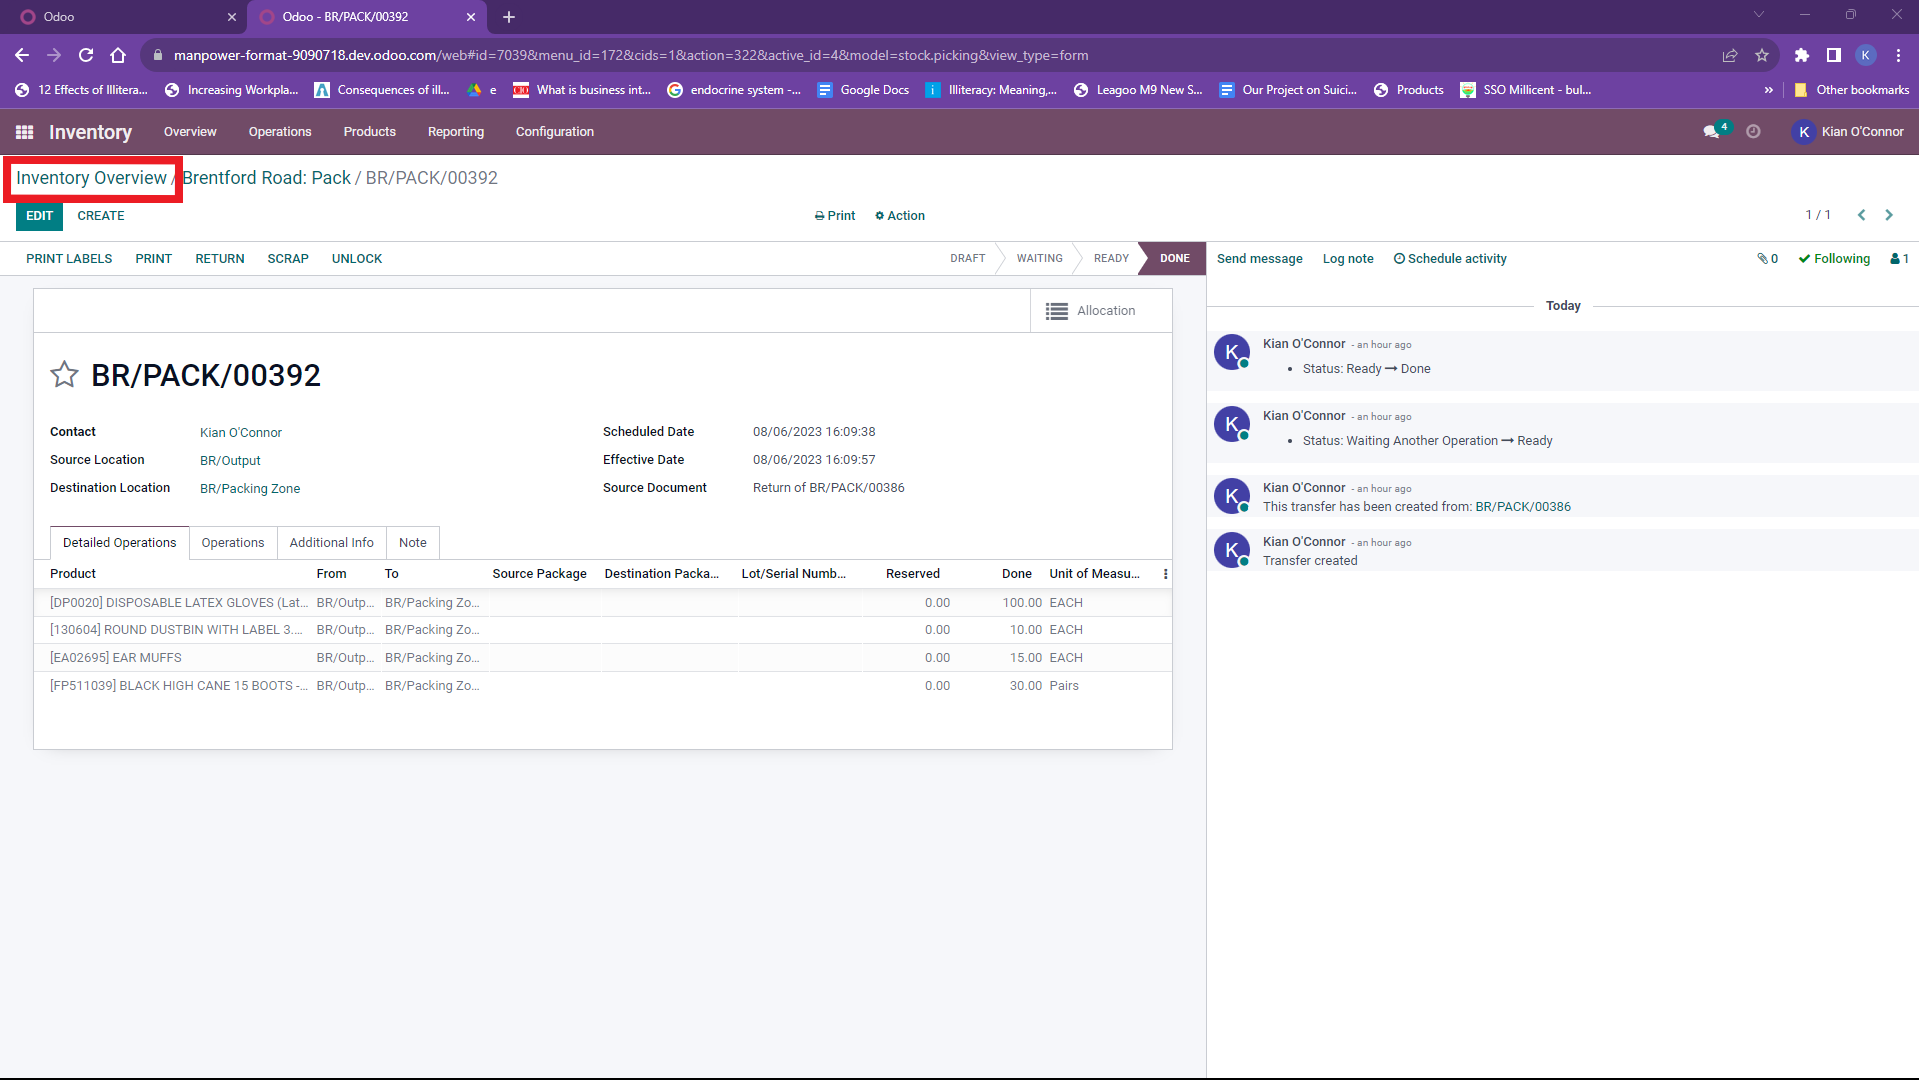 Odoo
Odoo - BR/PACK/00392
manpower-format-9090718.dev.odoo.com/web#id=7039&menu_id=172&cids=1&action=322&active_id=4&model=stock.picking&view_type=form
K
12 Effects of Illitera... Increasing Workpla... Consequences of ill... e What is business int... endocrine system -... Google Docs Illiteracy: Meaning,... Leagoo M9 New S... Our Project on Suici... Products SSO Millicent - bul... » Other bookmarks
Inventory Overview Operations Products Reporting Configuration 4 K Kian O'Connor
Inventory Overview / Brentford Road: Pack / BR/PACK/00392
EDIT CREATE Print Action 1 / 1
PRINT LABELS PRINT RETURN SCRAP UNLOCK DRAFT WAITING READY DONE
Send message Log note Schedule activity 0 Following 1
Allocation
BR/PACK/00392
Contact Kian O'Connor
Source Location BR/Output
Destination Location BR/Packing Zone
Scheduled Date 08/06/2023 16:09:38
Effective Date 08/06/2023 16:09:57
Source Document Return of BR/PACK/00386
Detailed Operations Operations Additional Info Note
Product From To Source Package Destination Packa... Lot/Serial Numb... Reserved Done Unit of Measu...
[DP0020] DISPOSABLE LATEX GLOVES (Lat... BR/Outp... BR/Packing Zo... 0.00 100.00 EACH
[130604] ROUND DUSTBIN WITH LABEL 3.... BR/Outp... BR/Packing Zo... 0.00 10.00 EACH
[EA02695] EAR MUFFS BR/Outp... BR/Packing Zo... 0.00 15.00 EACH
[FP511039] BLACK HIGH CANE 15 BOOTS -... BR/Outp... BR/Packing Zo... 0.00 30.00 Pairs
Today
K Kian O'Connor - an hour ago
• Status: Ready → Done
K Kian O'Connor - an hour ago
• Status: Waiting Another Operation → Ready
K Kian O'Connor - an hour ago
This transfer has been created from: BR/PACK/00386
K Kian O'Connor - an hour ago
Transfer created